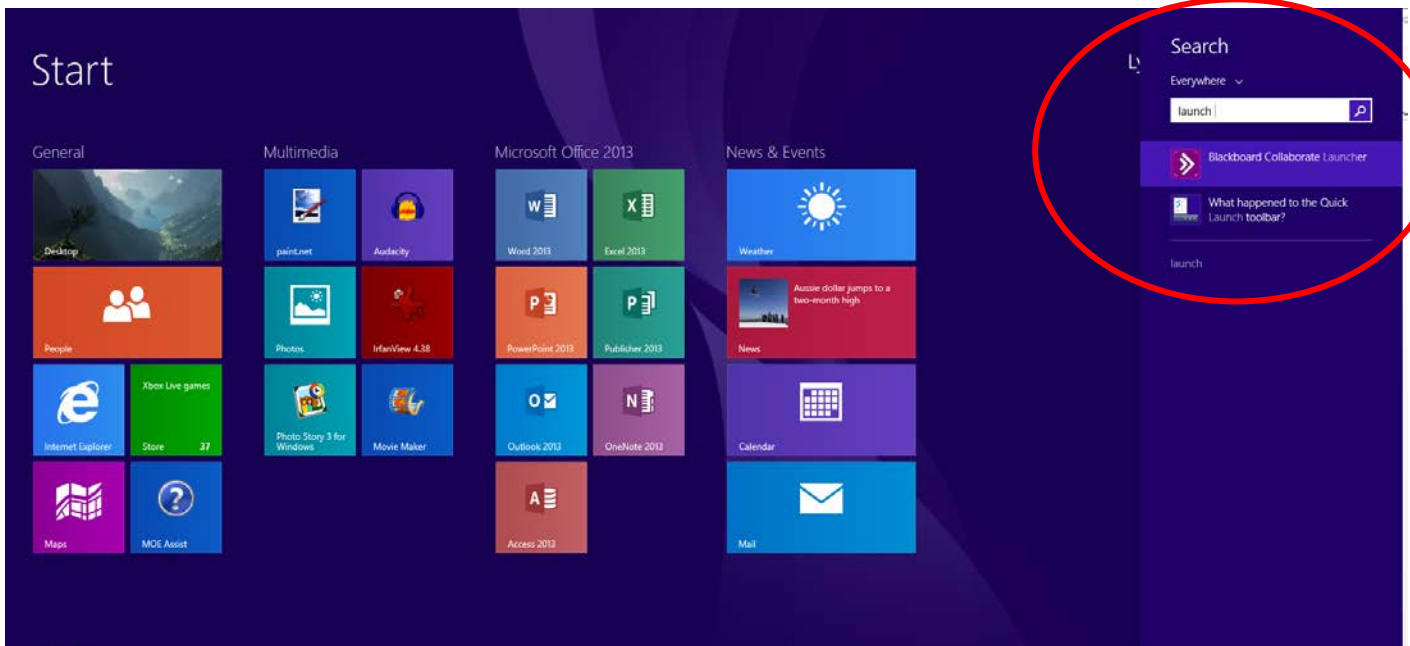 Start
Ly
General
Desktop
People
Internet Explorer
Xbox Live games
Store 37
Maps
MOE Assist
Multimedia
paint.net
Audacity
Photos
IrfanView 4.38
Photo Story 3 for
Windows
Movie Maker
Microsoft Office 2013
Word 2013
Excel 2013
PowerPoint 2013
Publisher 2013
Outlook 2013
OneNote 2013
Access 2013
News & Events
Weather
Aussie dollar jumps to a
two-month high
News
Calendar
Mail
Search
Everywhere
launch
Blackboard Collaborate Launcher
What happened to the Quick
Launch toolbar?
launch